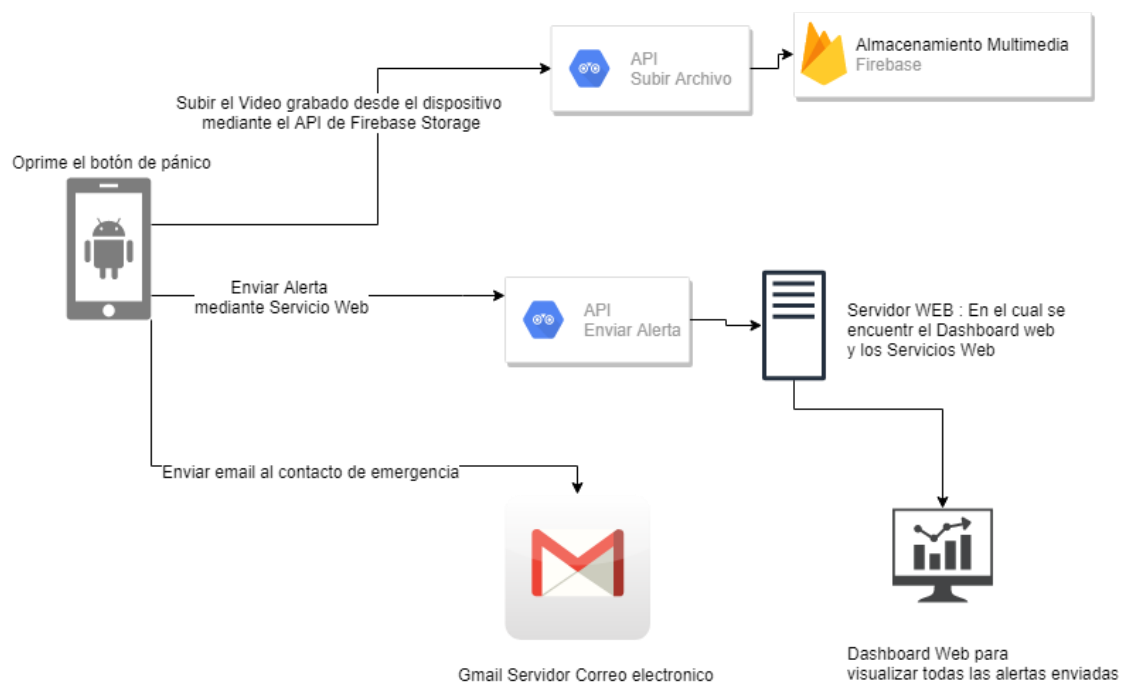 API
Subir Archivo
Almacenamiento Multimedia
Firebase
Subir el Video grabado desde el dispositivo
mediante el API de Firebase Storage
Oprime el botón de pánico
Enviar Alerta
mediante Servicio Web
API
Enviar Alerta
Servidor WEB : En el cual se
encuentr el Dashboard web
y los Servicios Web
Enviar email al contacto de emergencia
Gmail Servidor Correo electronico
Dashboard Web para
visualizar todas las alertas enviadas